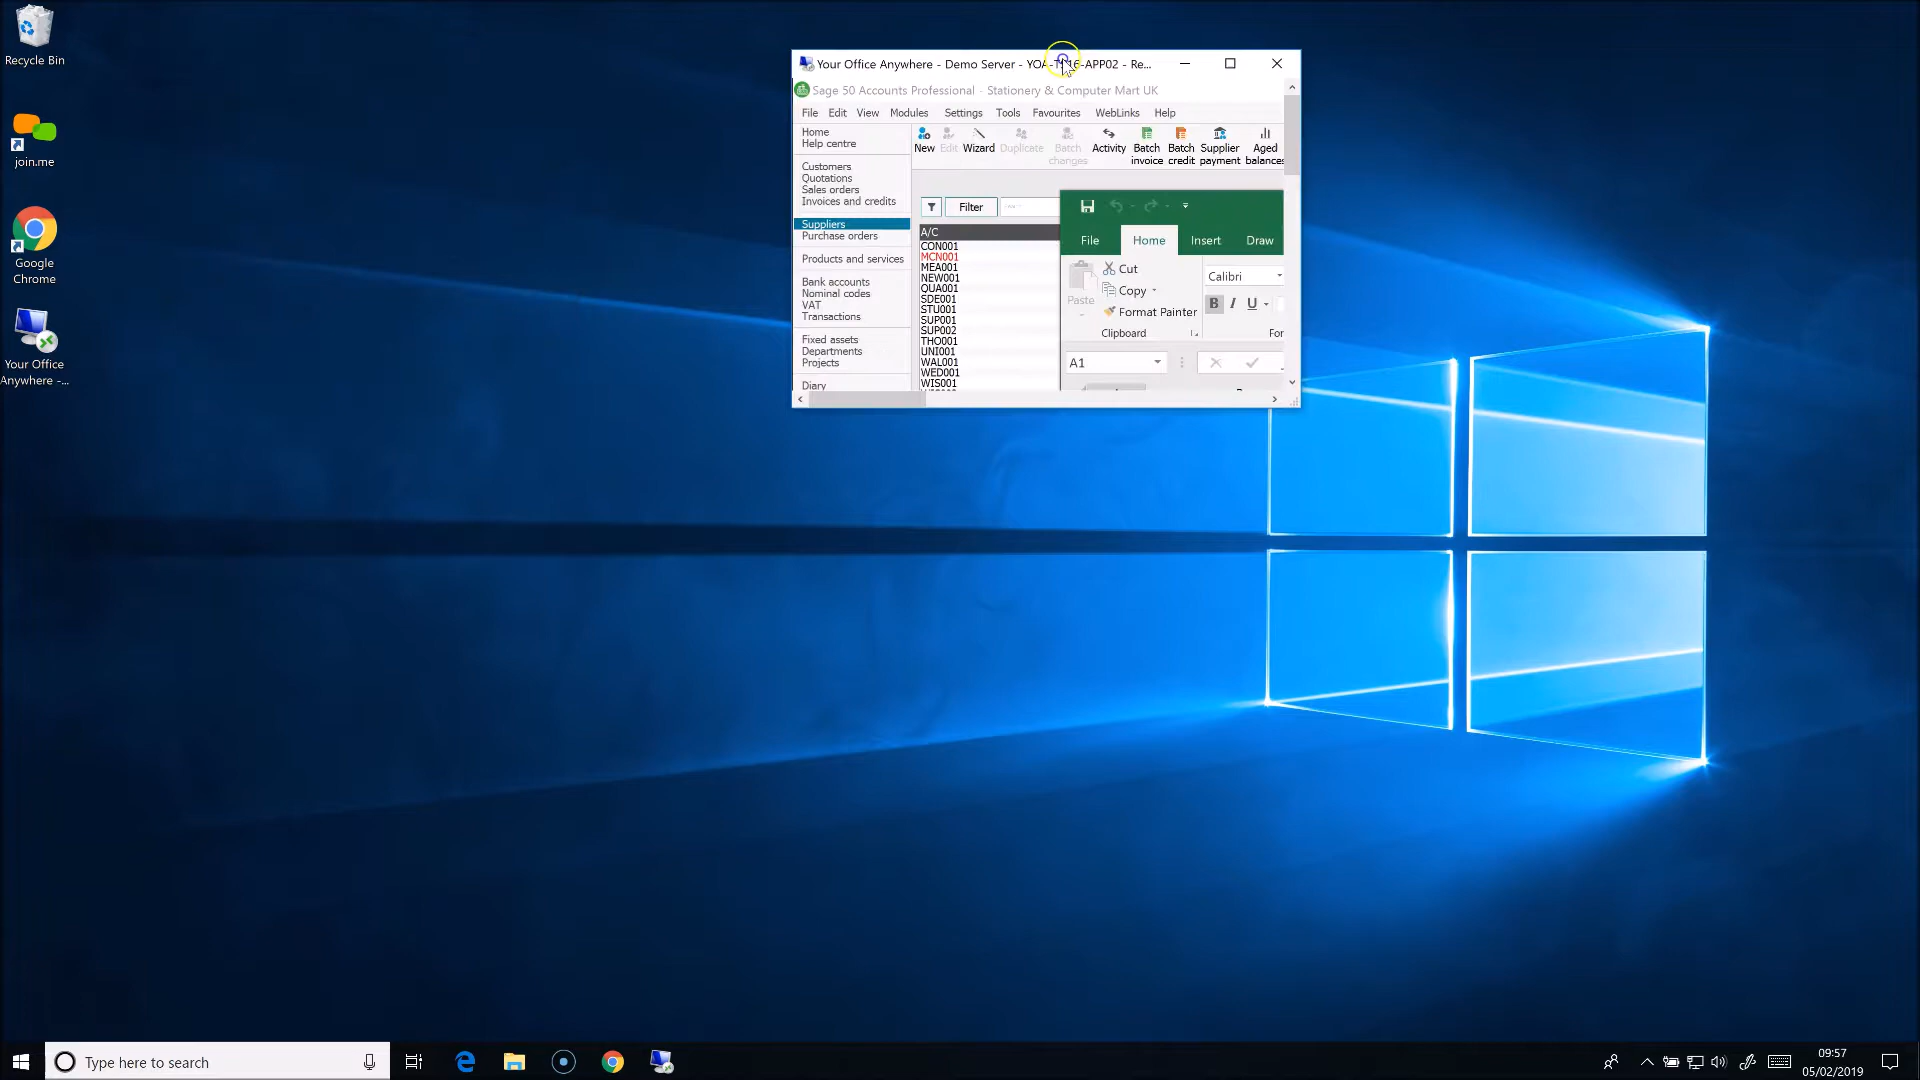 Recycle Bin
join.me
Google
Chrome
Your Office
Anywhere -...
Your Office Anywhere - Demo Server - YOA-TS16-APP02 - Re...
Sage 50 Accounts Professional - Stationery & Computer Mart UK
File Edit View Modules Settings Tools Favourites WebLinks Help
Home
Help centre
Customers
Quotations
Sales orders
Invoices and credits
Suppliers
Purchase orders
Products and services
Bank accounts
Nominal codes
VAT
Transactions
Fixed assets
Departments
Projects
Diary
New Edit Wizard Duplicate Batch changes Activity Batch invoice Batch credit Supplier payment Aged balances
Filter
A/C
CON001
MCN001
MEA001
NEW001
QUA001
SDE001
STU001
SUP001
SUP002
THO001
UNI001
WAL001
WED001
WIS001
File Home Insert Draw
Paste
Cut
Copy
Format Painter
Clipboard
Calibri
B I U
For
A1
Type here to search
09:57
05/02/2019